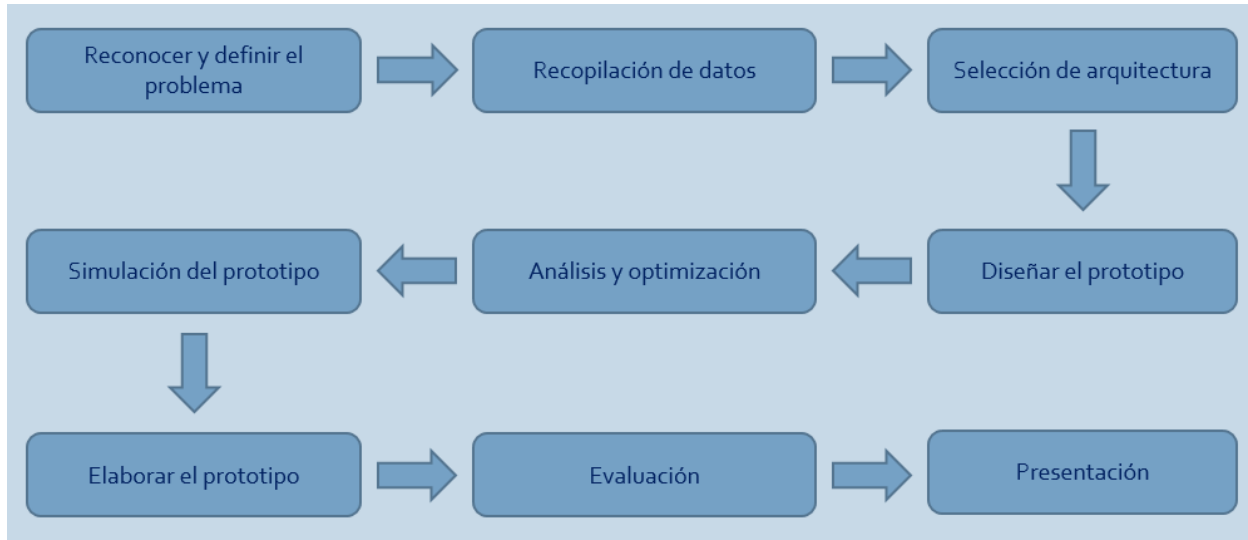 Reconocer y definir el
problema
Recopilación de datos
Selección de arquitectura
Diseñar el prototipo
Análisis y optimización
Simulación del prototipo
Elaborar el prototipo
Evaluación
Presentación